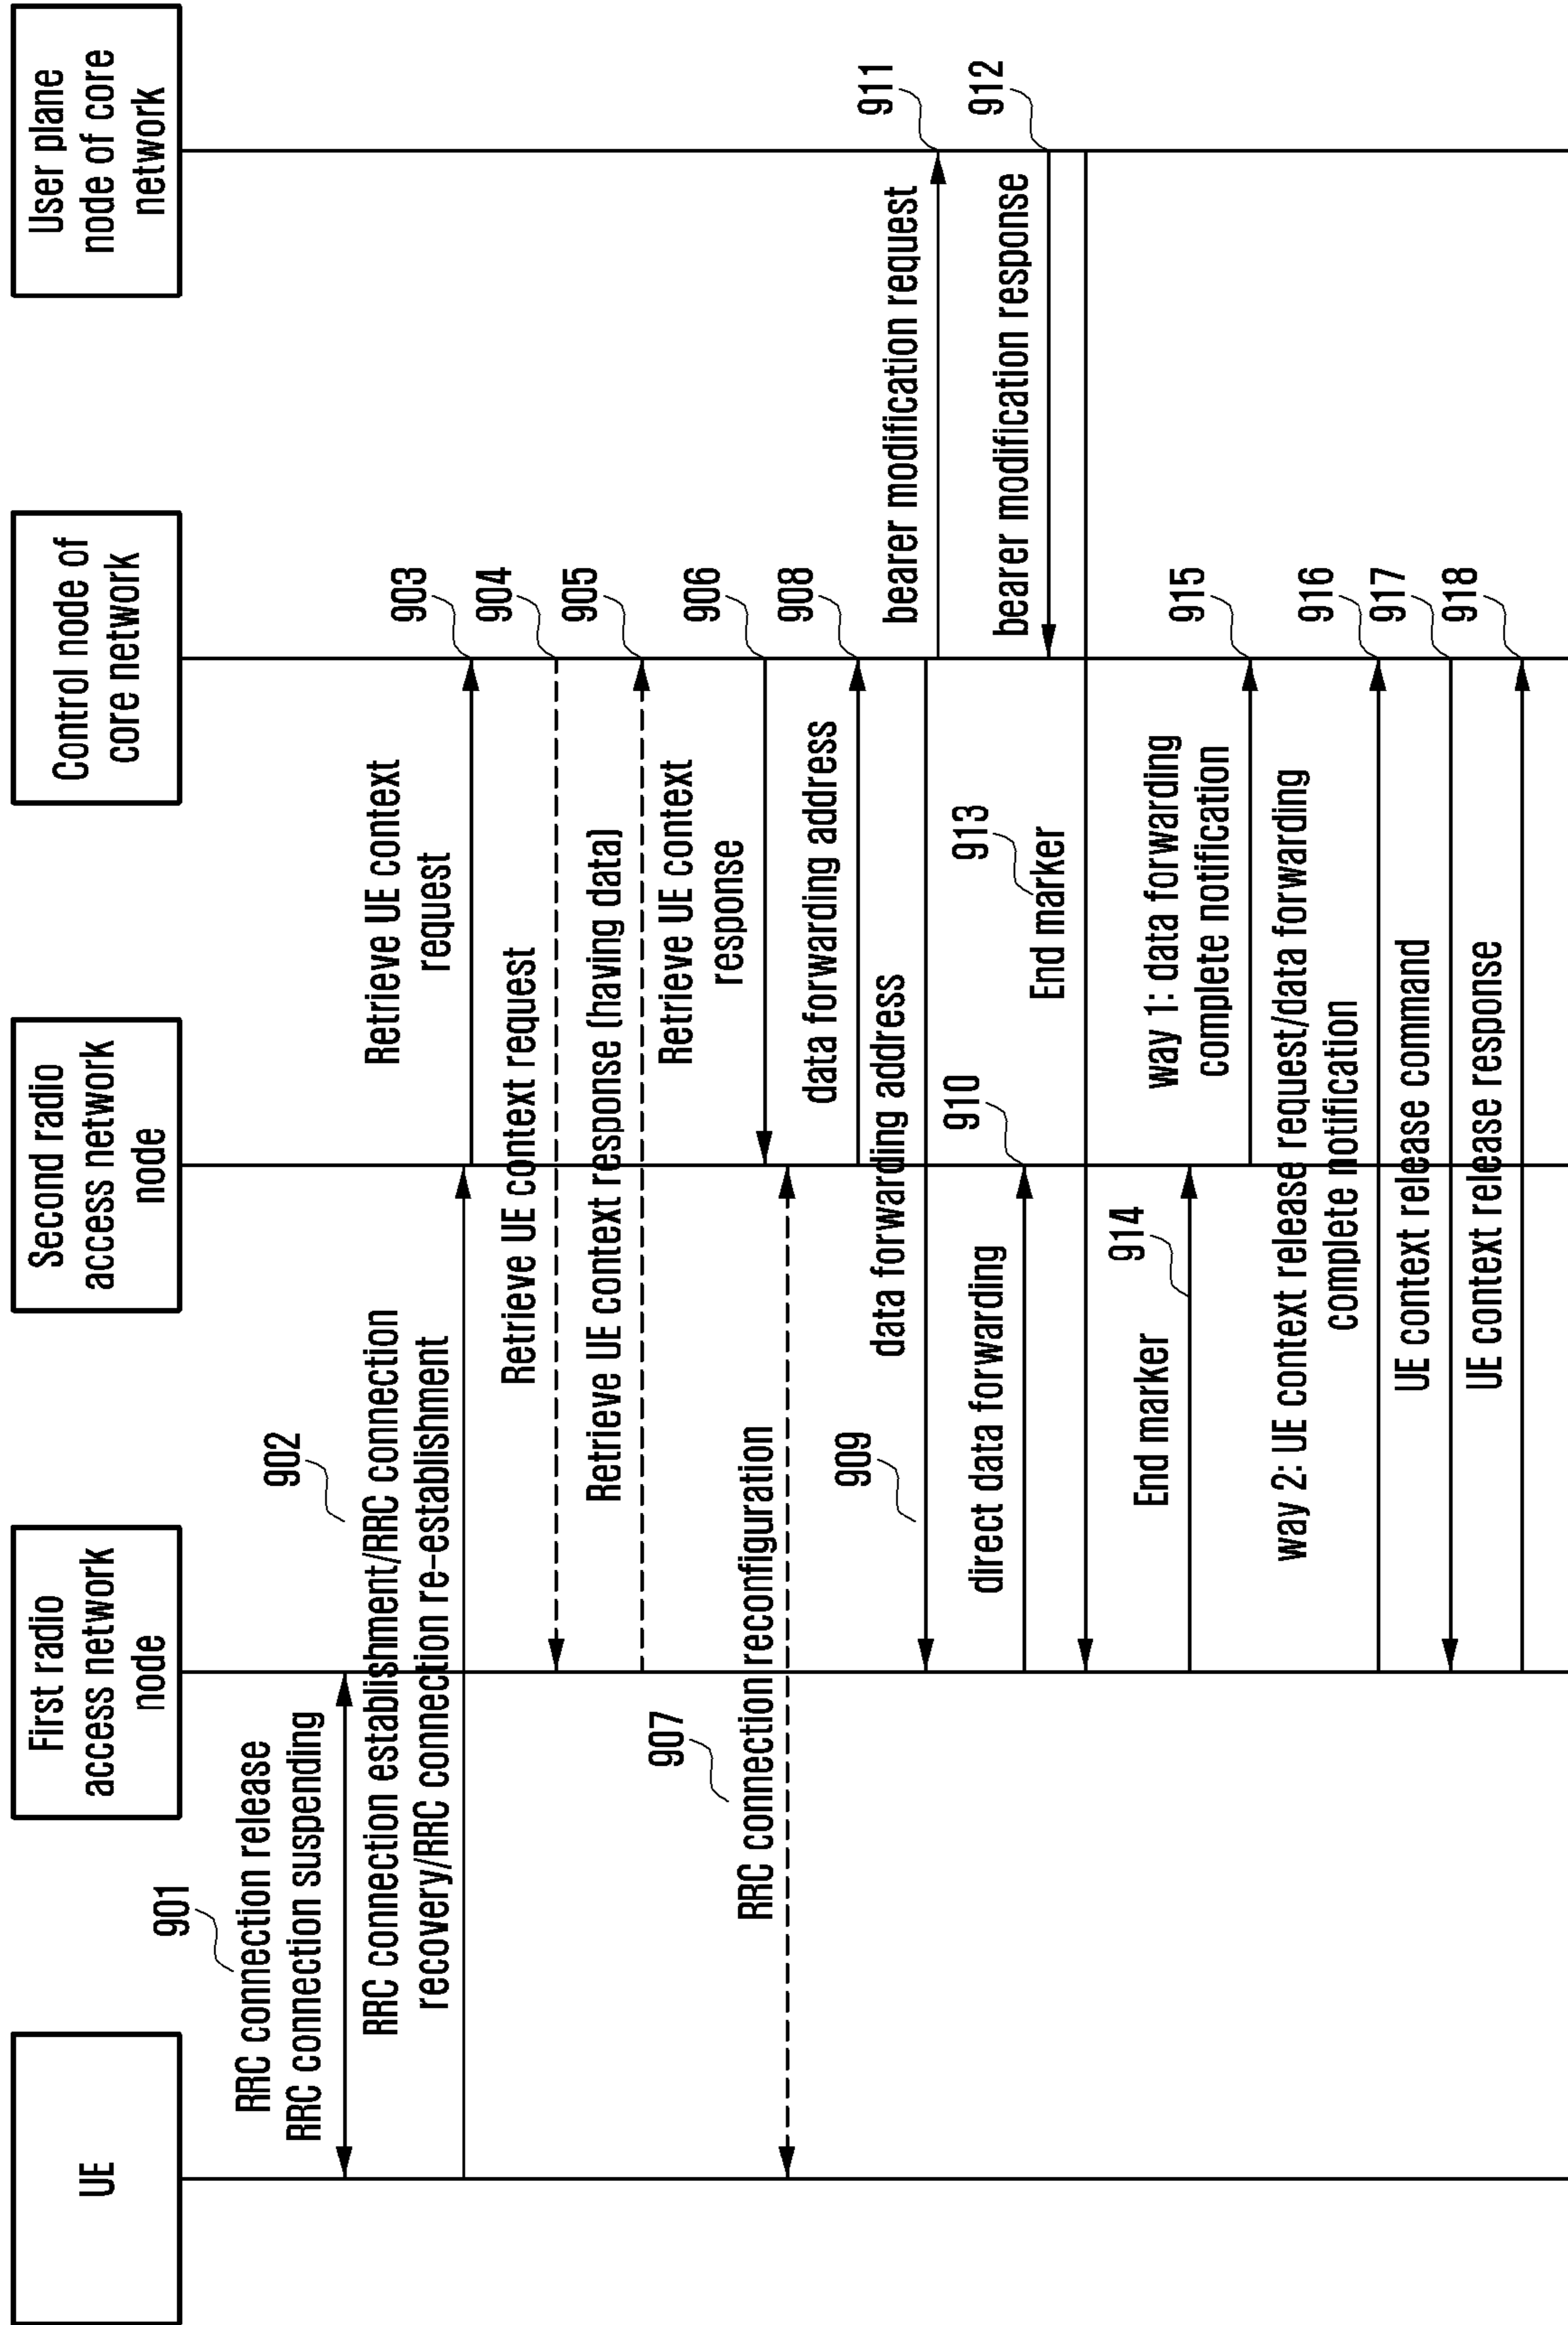 UE
First radio
access network
node
Second radio
access network
node
Control node of
core network
User plane
node of core
network
901
RRC connection release
RRC connection suspending
902
RRC connection establishment/RRC connection
recovery/RRC connection re-establishment
Retrieve UE context
request
903
Retrieve UE context request
904
Retrieve UE context response (having data)
905
Retrieve UE context
response
906
907
RRC connection reconfiguration
data forwarding address
908
909
data forwarding address
direct data forwarding
910
bearer modification request
911
bearer modification response
912
913
End marker
End marker
914
way 1: data forwarding
complete notification
915
way 2: UE context release request/data forwarding
complete notification
916
UE context release command
917
UE context release response
918